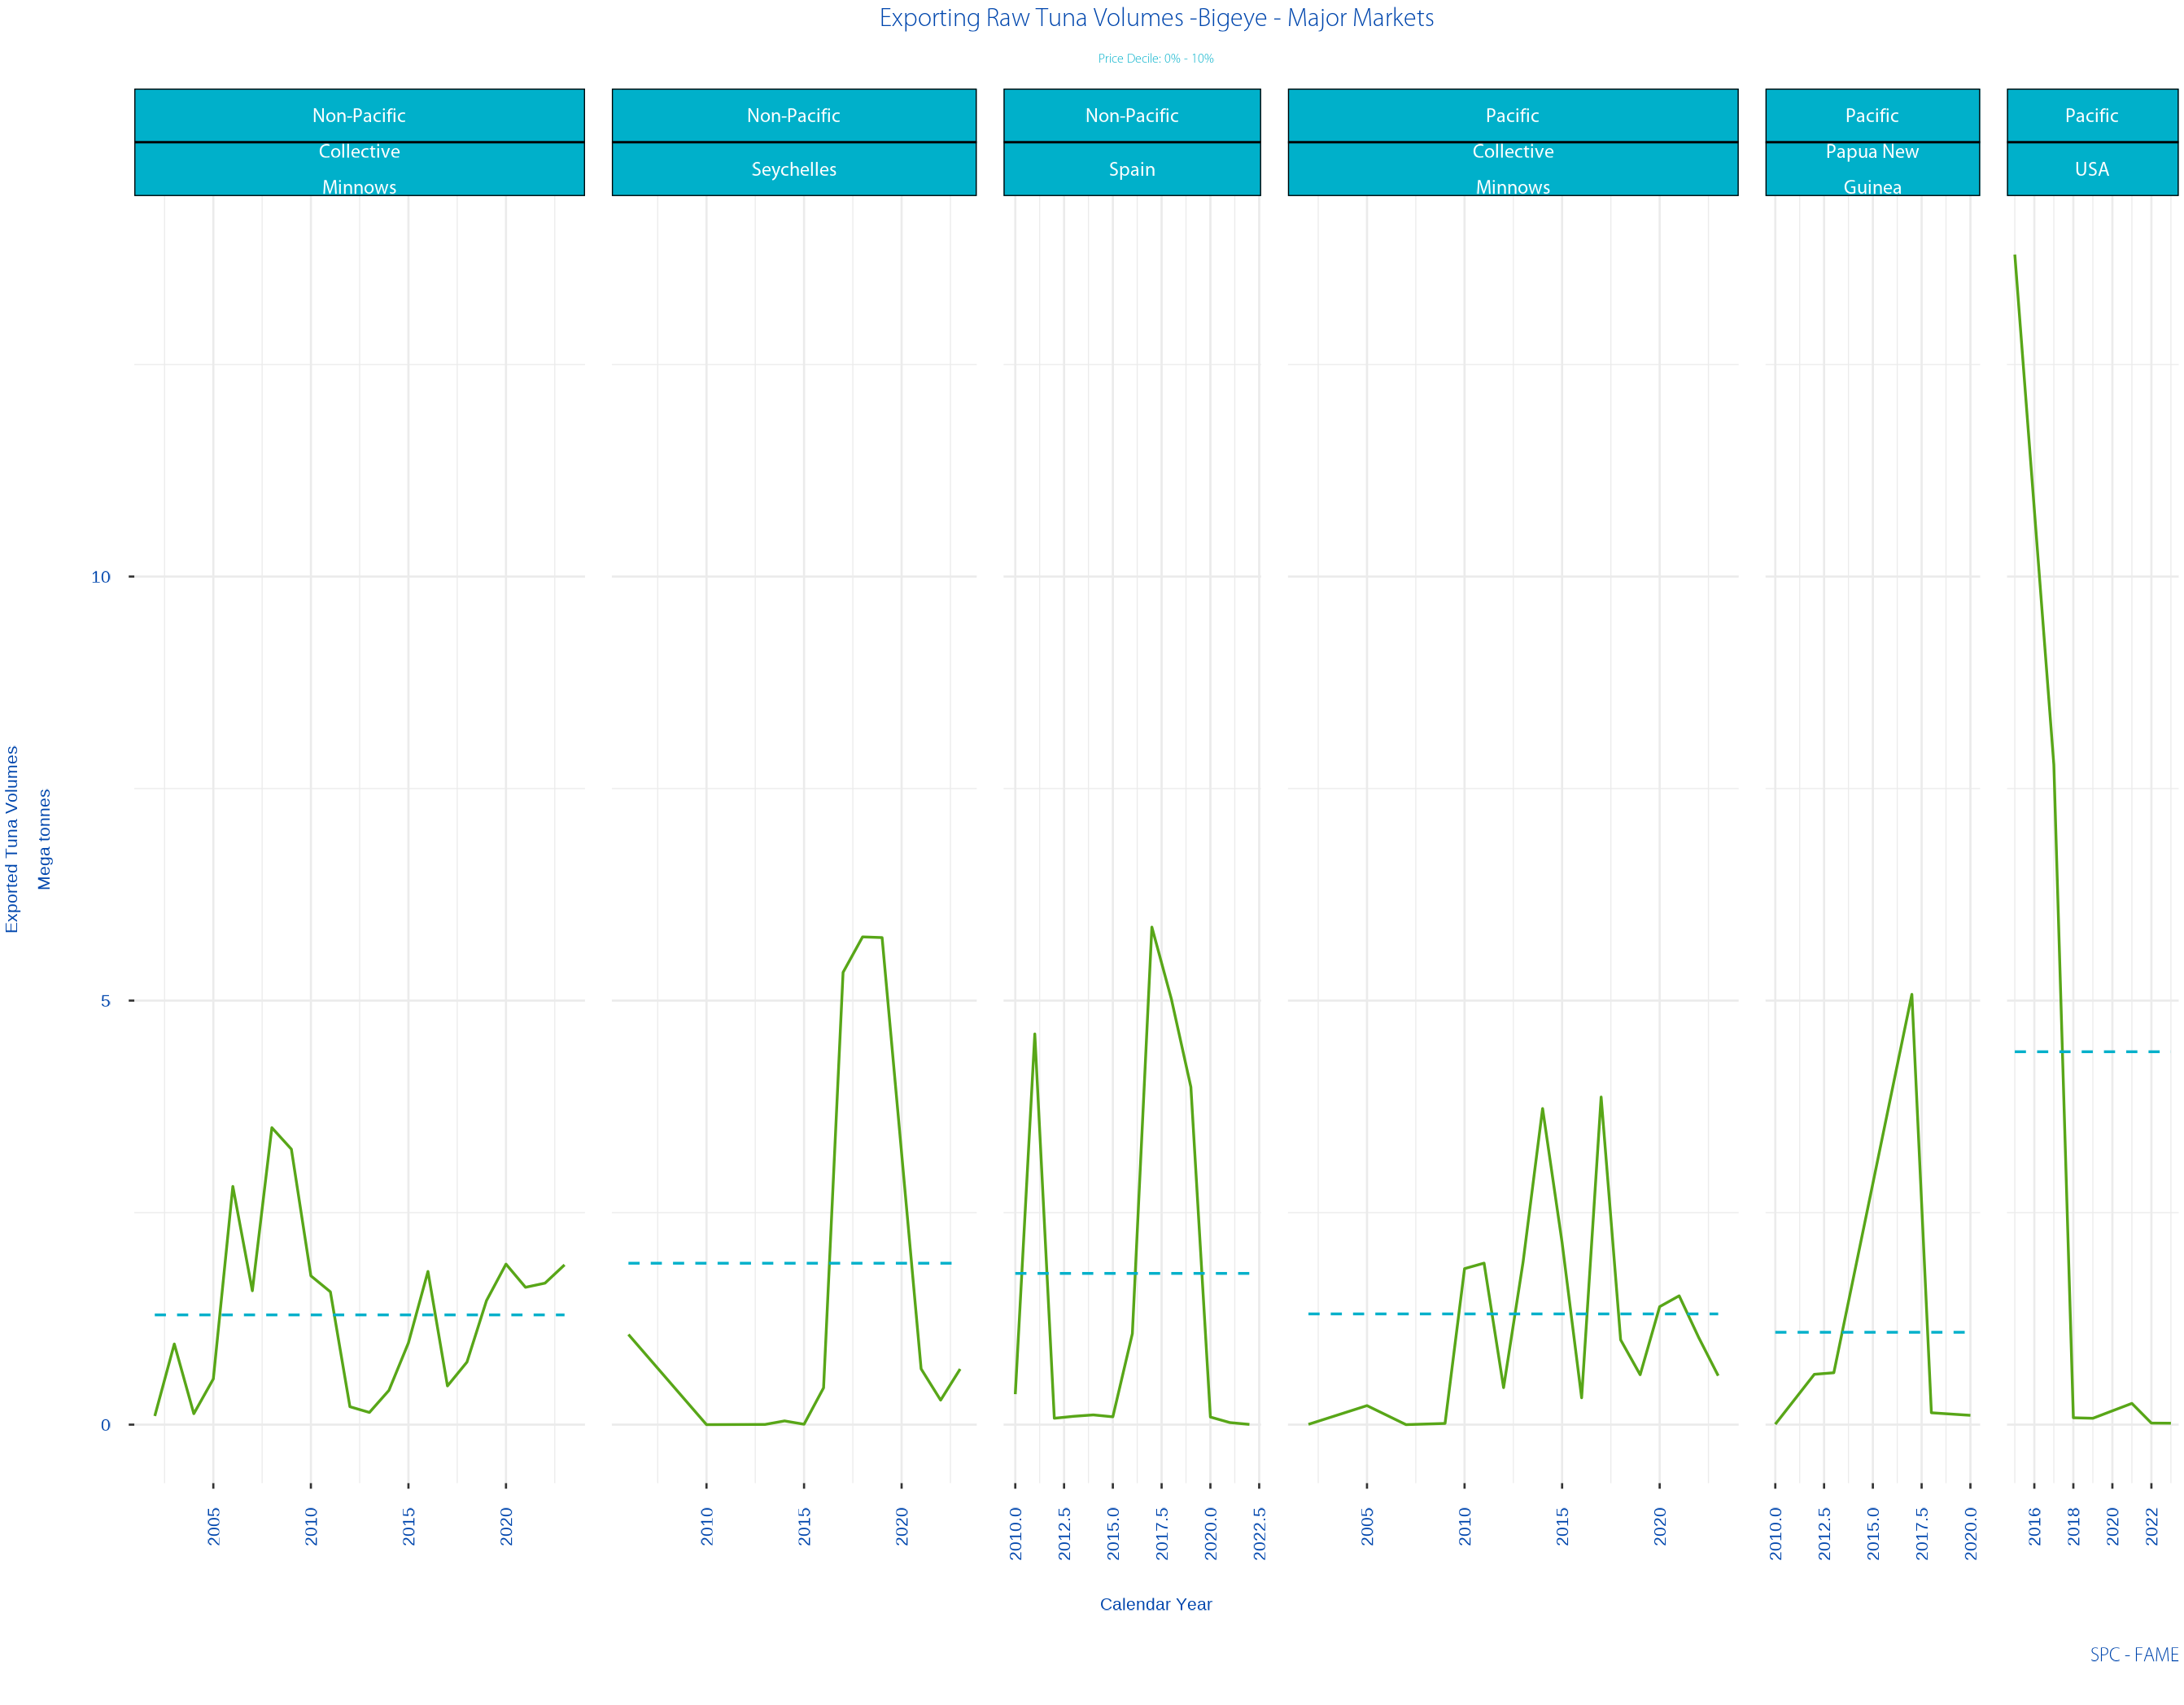 Exporting Raw Tuna Volumes -Bigeye - Major Markets
Price Decile: 0% - 10%
Non-Pacific
Non-Pacific
Non-Pacific
Pacific
Pacific
Pacific
Collective
Minnows
Seychelles
Spain
Collective
Minnows
Papua New
Guinea
USA
Exported Tuna Volumes
Mega tonnes
10
5
0
2005 2010 2015 2020
2010 2015 2020
2010.0 2012.5 2015.0 2017.5 2020.0 2022.5
2005 2010 2015 2020
2010.0 2012.5 2015.0 2017.5 2020.0
2016 2018 2020 2022
Calendar Year
SPC - FAME